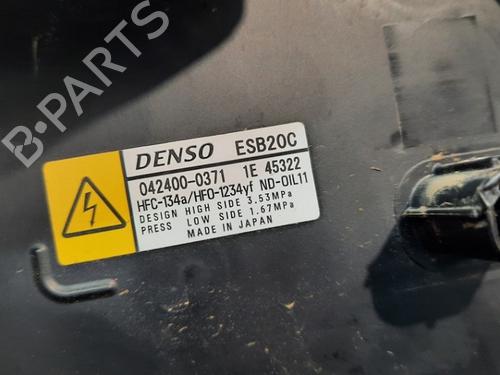 DENSO ESB20C
042400-0371 1E 45322
HFC-134a/HFO-1234yf ND-OIL11
DESIGN HIGH SIDE 3.53MPa
PRESS LOW SIDE 1.67MPa
MADE IN JAPAN
B-PARTS